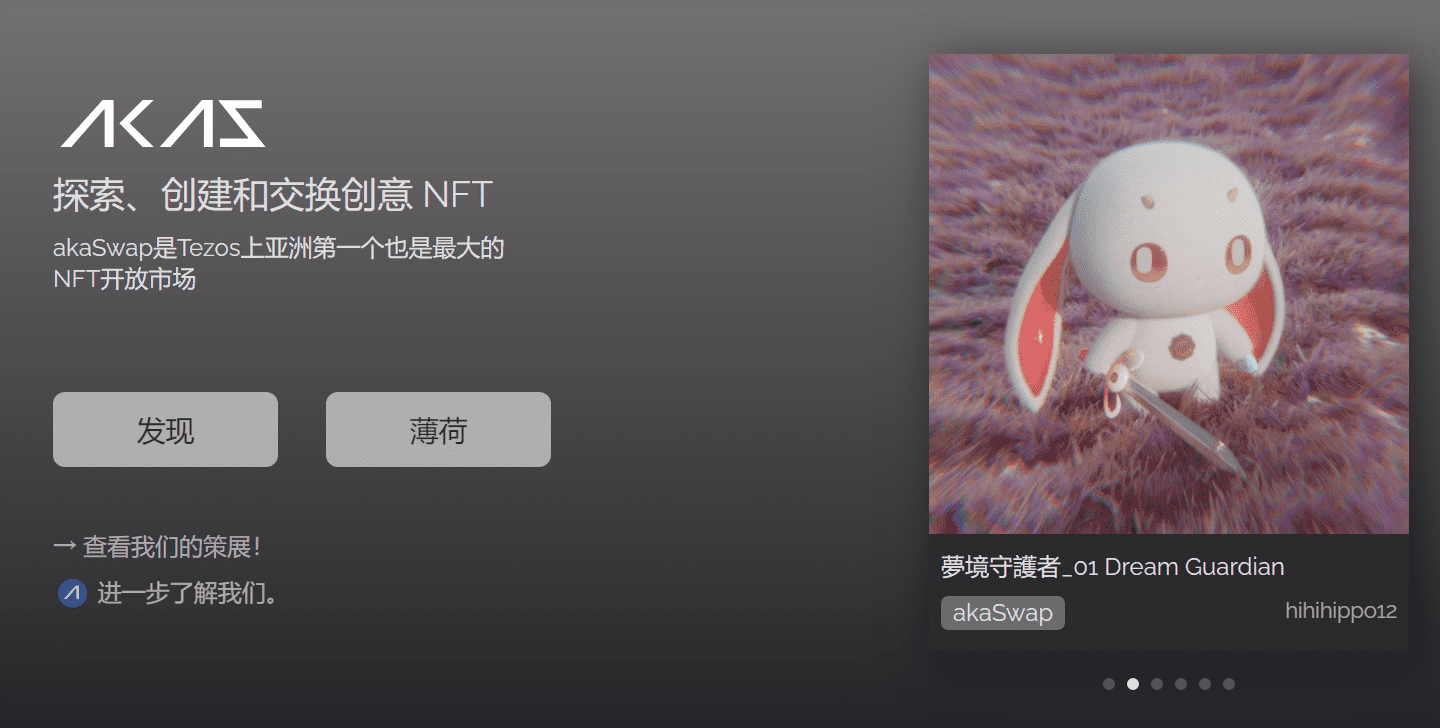 AKAS
探索、创建和交换创意 NFT
akaSwap是Tezos上亚洲第一个也是最大的
NFT开放市场
发现
薄荷
→ 查看我们的策展！
进一步了解我们。
夢境守護者_01 Dream Guardian
akaSwap
hihihippo12